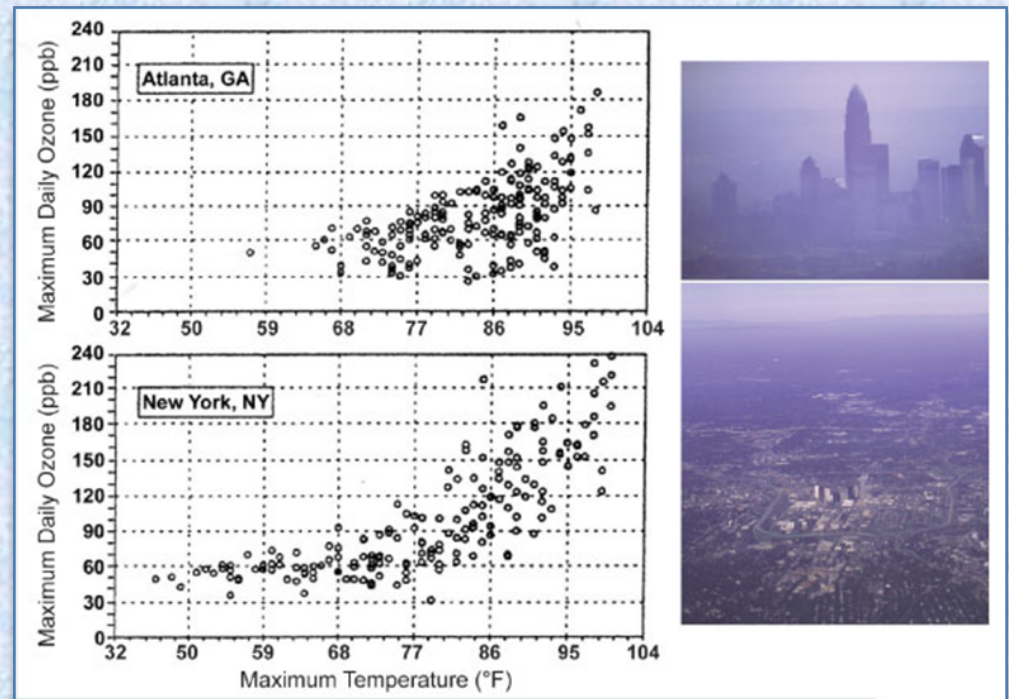 Maximum Daily Ozone (ppb)
240
210
180
150
120
90
60
30
0
Atlanta, GA
32 50 59 68 77 86 95 104
Maximum Daily Ozone (ppb)
240
210
180
150
120
90
60
30
0
New York, NY
32 50 59 68 77 86 95 104
Maximum Temperature (°F)